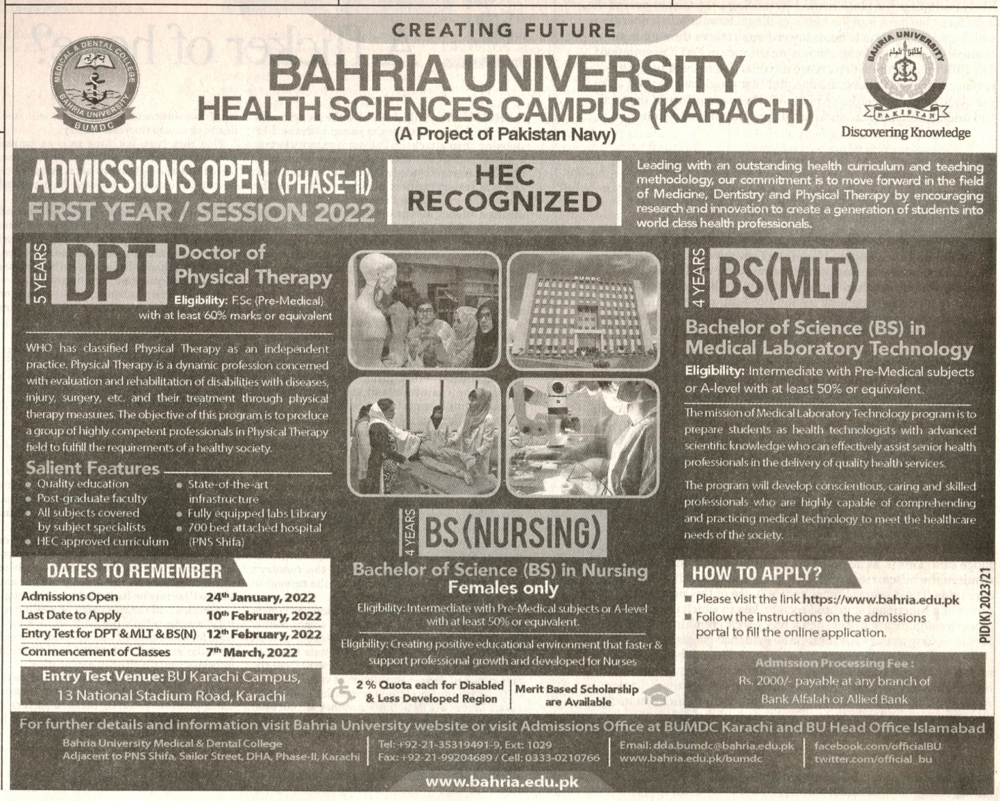 CREATING FUTURE
MEDICAL & DENTAL COLLEGE
BAHRIA UNIVERSITY
BUMDC
BAHRIA UNIVERSITY
HEALTH SCIENCES CAMPUS (KARACHI)
(A Project of Pakistan Navy)
BAHRIA UNIVERSITY
PAKISTAN
Discovering Knowledge
ADMISSIONS OPEN (PHASE-II)
FIRST YEAR / SESSION 2022
HEC
RECOGNIZED
Leading with an outstanding health curriculum and teaching
methodology, our commitment is to move forward in the field
of Medicine, Dentistry and Physical Therapy by encouraging
research and innovation to create a generation of students into
world class health professionals.
5 YEARS
DPT
Doctor of
Physical Therapy
Eligibility: F.Sc (Pre-Medical)
with at least 60% marks or equivalent
WHO has classified Physical Therapy as an independent
practice. Physical Therapy is a dynamic profession concerned
with evaluation and rehabilitation of disabilities with diseases,
injury, surgery, etc. and their treatment through physical
therapy measures. The objective of this program is to produce
a group of highly competent professionals in Physical Therapy
field to fulfill the requirements of a healthy society.
Salient Features
Quality education
Post-graduate faculty
All subjects covered
by subject specialists
HEC approved curriculum
State-of-the-art
infrastructure
Fully equipped labs Library
700 bed attached hospital
(PNS Shifa)
BUMDC
4 YEARS
BS(NURSING)
Bachelor of Science (BS) in Nursing
Females only
Eligibility: Intermediate with Pre-Medical subjects or A-level
with at least 50% or equivalent.
Eligibility: Creating positive educational environment that faster &
support professional growth and developed for Nurses
2 % Quota each for Disabled
& Less Developed Region
Merit Based Scholarship
are Available
4 YEARS
BS(MLT)
Bachelor of Science (BS) in
Medical Laboratory Technology
Eligibility: Intermediate with Pre-Medical subjects
or A-level with at least 50% or equivalent.
The mission of Medical Laboratory Technology program is to
prepare students as health technologists with advanced
scientific knowledge who can effectively assist senior health
professionals in the delivery of quality health services.
The program will develop conscientious, caring and skilled
professionals who are highly capable of comprehending
and practicing medical technology to meet the healthcare
needs of the society.
DATES TO REMEMBER
Admissions Open 24th January, 2022
Last Date to Apply 10th February, 2022
Entry Test for DPT & MLT & BS(N) 12th February, 2022
Commencement of Classes 7th March, 2022
Entry Test Venue: BU Karachi Campus,
13 National Stadium Road, Karachi
HOW TO APPLY?
Please visit the link https://www.bahria.edu.pk
Follow the instructions on the admissions
portal to fill the online application.
PID(K) 2023/21
Admission Processing Fee :
Rs. 2000/- payable at any branch of
Bank Alfalah or Allied Bank
For further details and information visit Bahria University website or visit Admissions Office at BUMDC Karachi and BU Head Office Islamabad
Bahria University Medical & Dental College
Adjacent to PNS Shifa, Sailor Street, DHA, Phase-II, Karachi
Tel: +92-21-35319491-9, Ext: 1029
Fax: +92-21-99204689 / Cell: 0333-0210766
Email: dda.bumdc@bahria.edu.pk
www.bahria.edu.pk/bumdc
facebook.com/officialBU
twitter.com/official_bu
www.bahria.edu.pk